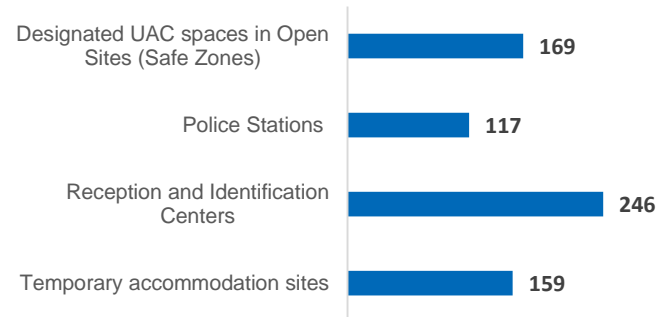 Designated UAC spaces in Open
Sites (Safe Zones)
169
Police Stations
117
Reception and Identification
Centers
246
Temporary accommodation sites
159